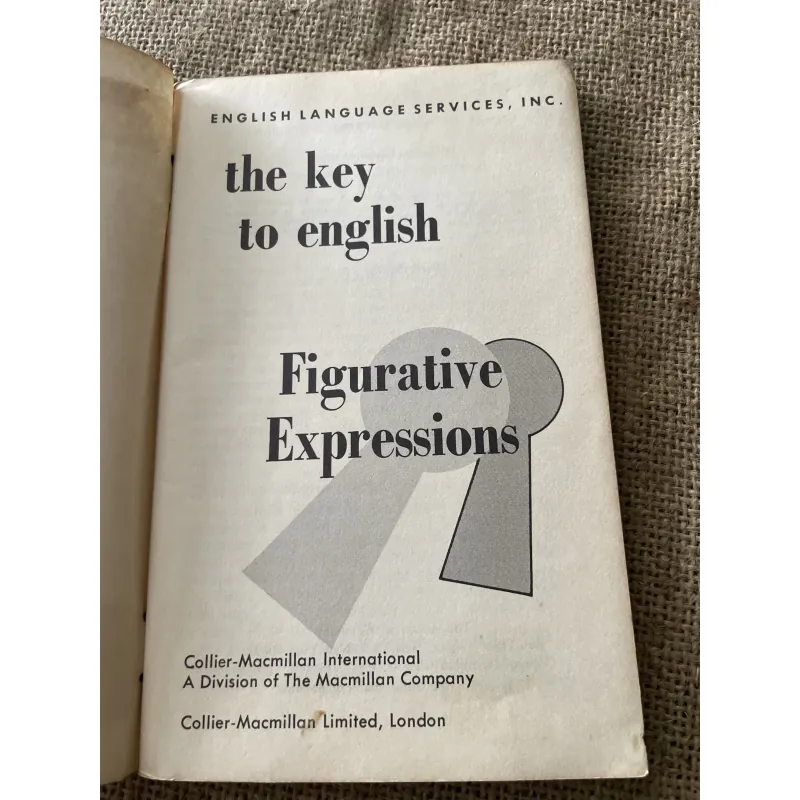 ENGLISH LANGUAGE SERVICES, INC.
the key
to english
Figurative
Expressions
Collier-Macmillan International
A Division of The Macmillan Company
Collier-Macmillan Limited, London